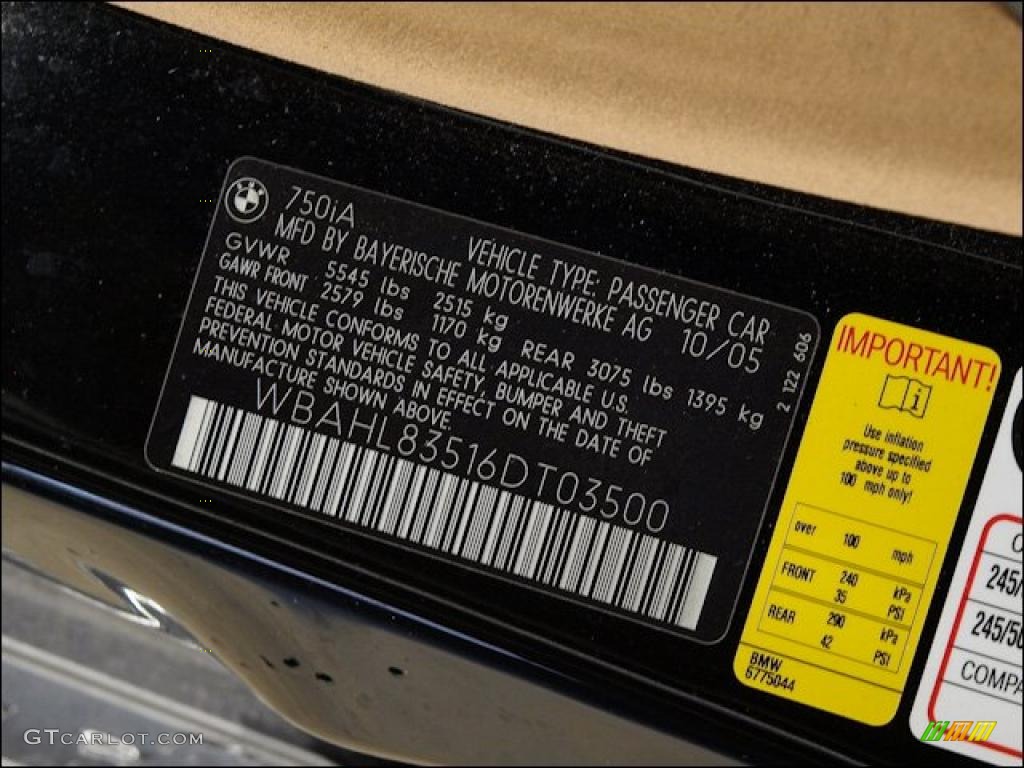 750iA
VEHICLE TYPE: PASSENGER CAR
MFD BY BAYERISCHE MOTORENWERKE AG 10/05
GVWR 5545 lbs 2515 kg
GAWR FRONT 2579 lbs 1170 kg REAR 3075 lbs 1395 kg
THIS VEHICLE CONFORMS TO ALL APPLICABLE U.S.
FEDERAL MOTOR VEHICLE SAFETY, BUMPER AND THEFT
PREVENTION STANDARDS IN EFFECT ON THE DATE OF
MANUFACTURE SHOWN ABOVE.
WBAHL83516DT03500
2 122 606
IMPORTANT!
Use inflation
pressure specified
above up to
100 mph only!
over 100 mph
FRONT 240 kPa
35 PSI
REAR 290 kPa
42 PSI
BMW
6775044
245/
245/50
COMPA
GTcarlot.com